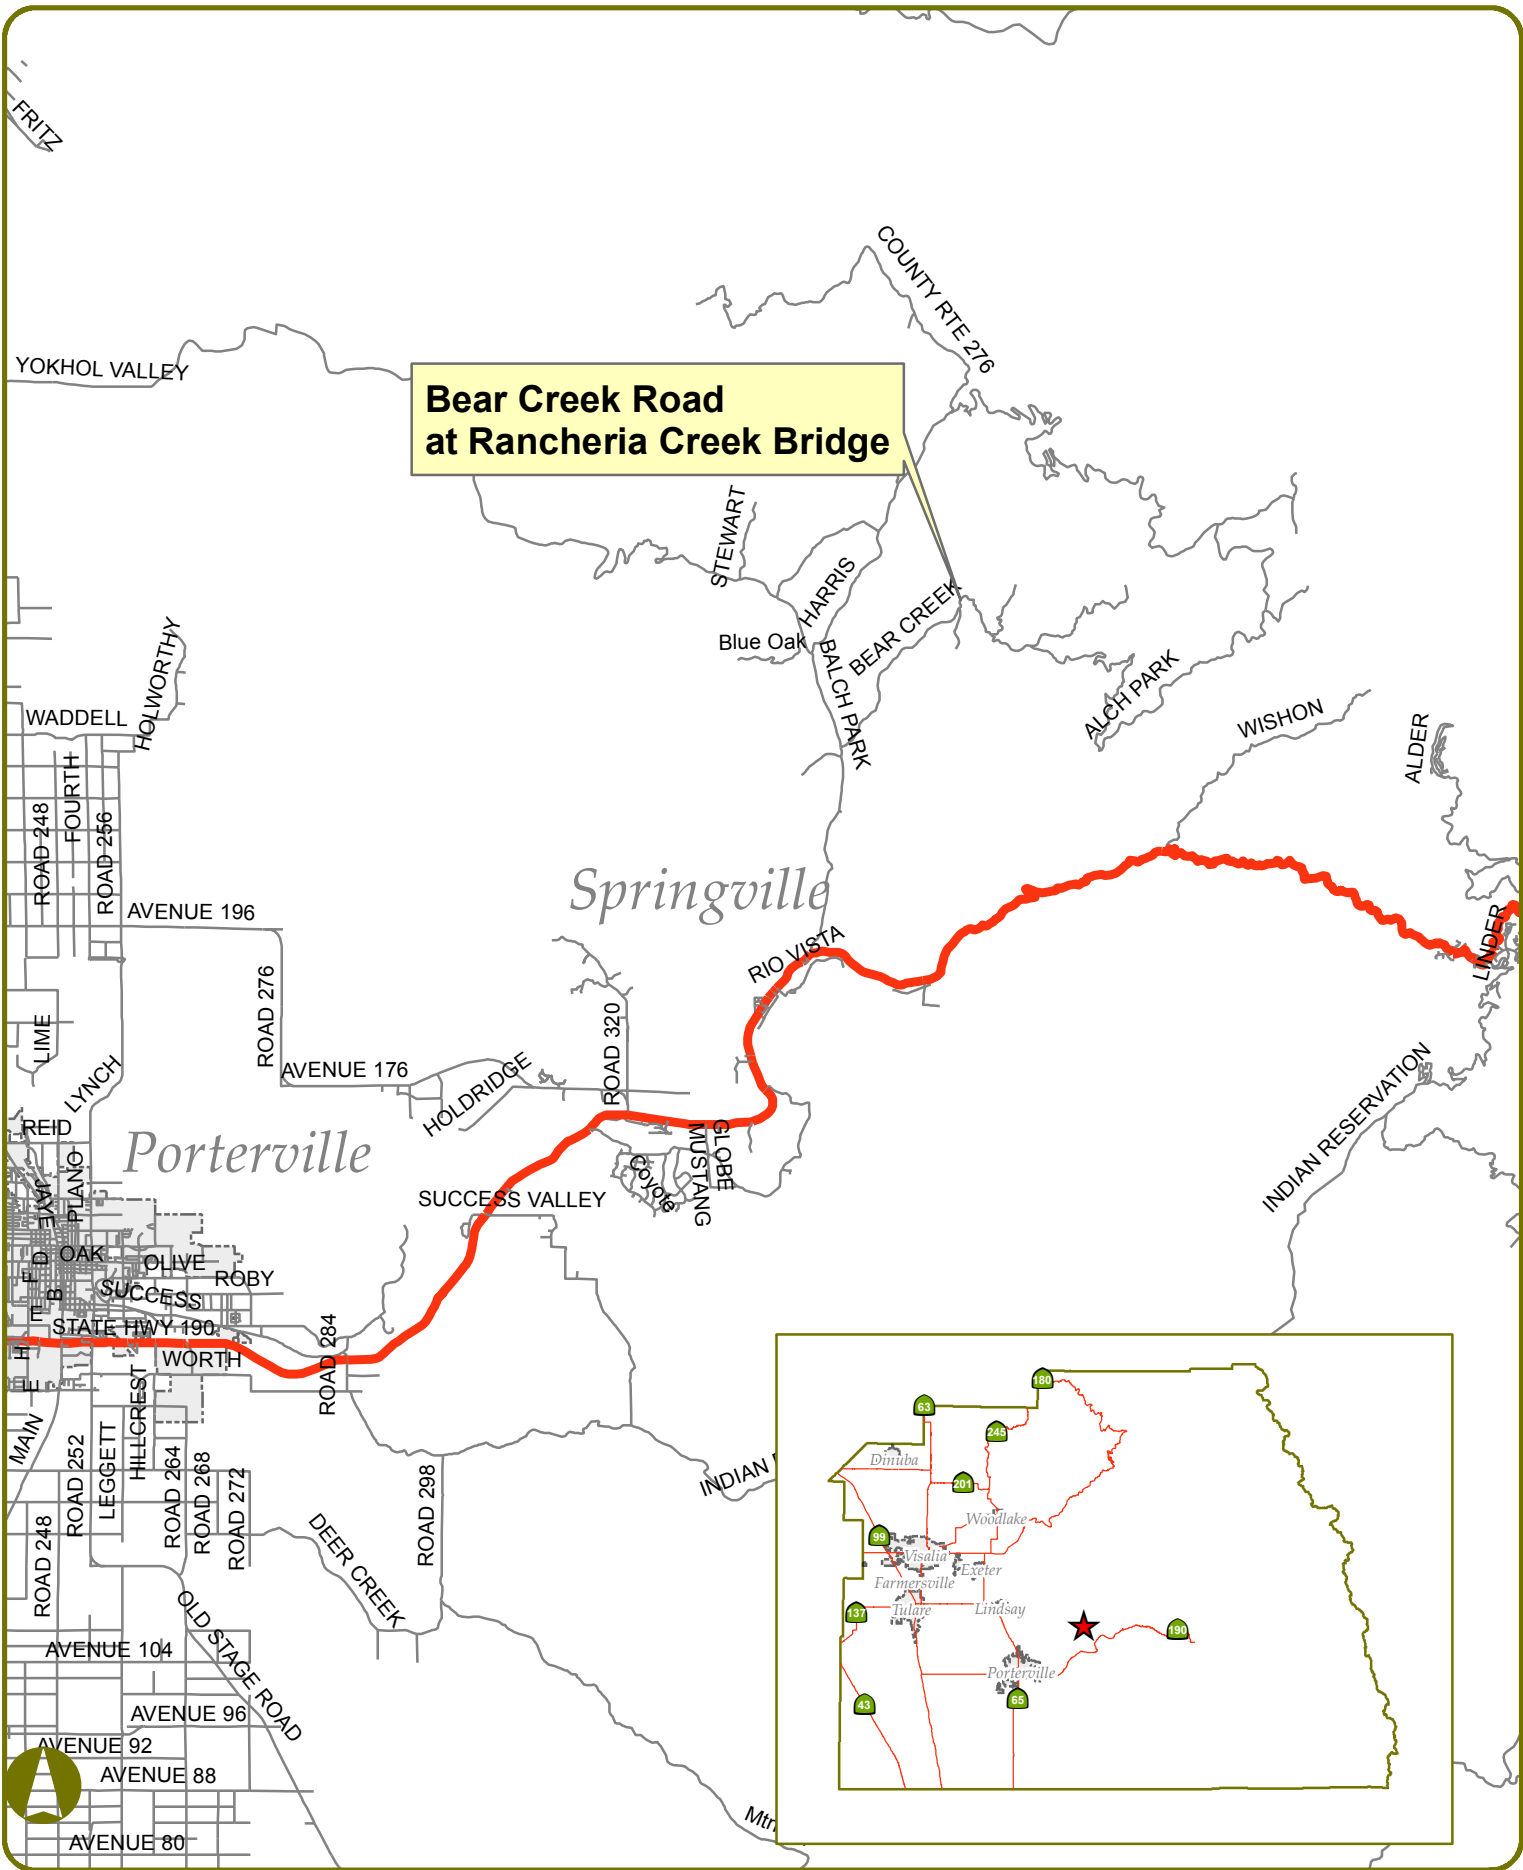 FRITZ
COUNTY RTE 276
YOKHOL VALLEY
Bear Creek Road
at Rancheria Creek Bridge
STEWART
HARRIS
BEAR CREEK
Blue Oak
BALCH PARK
ALCH PARK
HOLWORTHY
WADDELL
WISHON
ALDER
ROAD 248
FOURTH
ROAD 256
Springville
AVENUE 196
RIO VISTA
LINDER
ROAD 276
LIME
ROAD 320
AVENUE 176
HOLDRIDGE
LYNCH
INDIAN RESERVATION
REID
Porterville
PLANO
JAYE
Coyote
MUSTANG
GLOBE
SUCCESS VALLEY
OAK
D
OLIVE
F
ROBY
B
SUCCESS
E
STATE HWY 190
ROAD 284
H
WORTH
E
HILLCREST
MAIN
ROAD 252
LEGGETT
ROAD 264
ROAD 268
ROAD 272
ROAD 298
INDIAN
ROAD 248
DEER CREEK
OLD STAGE ROAD
AVENUE 104
AVENUE 96
AVENUE 92
AVENUE 88
AVENUE 80
Mtn
180
63
245
Dinuba
201
Woodlake
99
Visalia
Exeter
Farmersville
137
Tulare
Lindsay
190
Porterville
43
65